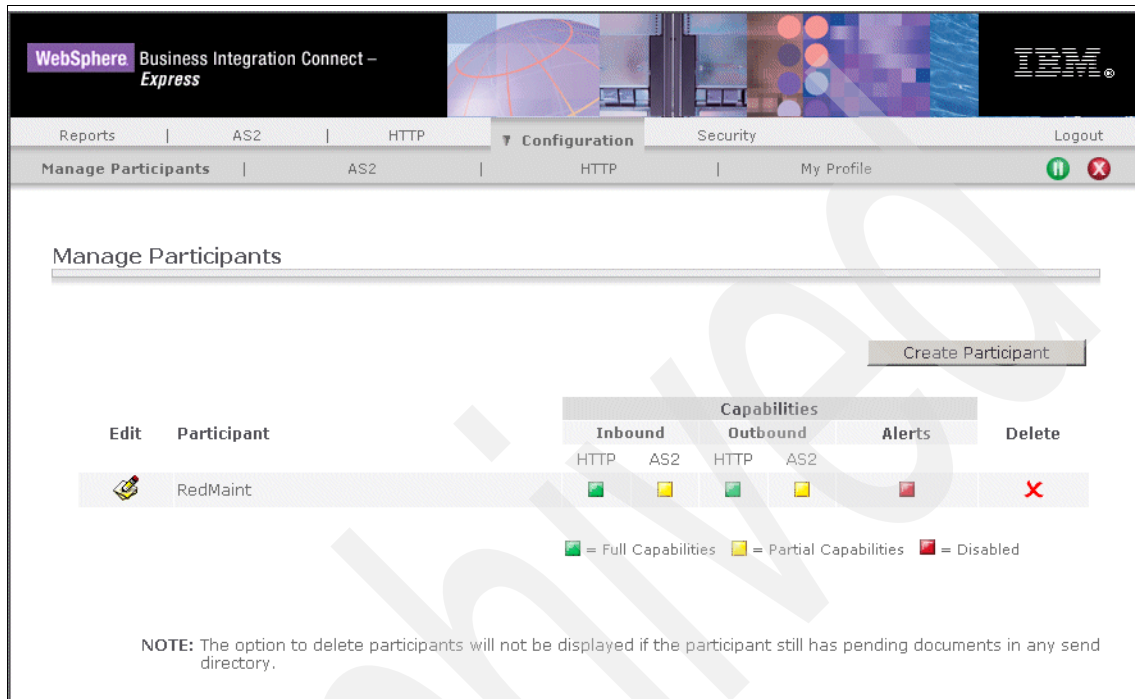 WebSphere. Business Integration Connect –
Express
IBM®
Reports | AS2 | HTTP Configuration Security Logout
Manage Participants | AS2 | HTTP | My Profile
Manage Participants
Create Participant
Capabilities
Edit Participant Inbound Outbound Alerts Delete
HTTP AS2 HTTP AS2
RedMaint
= Full Capabilities = Partial Capabilities = Disabled
NOTE: The option to delete participants will not be displayed if the participant still has pending documents in any send
directory.